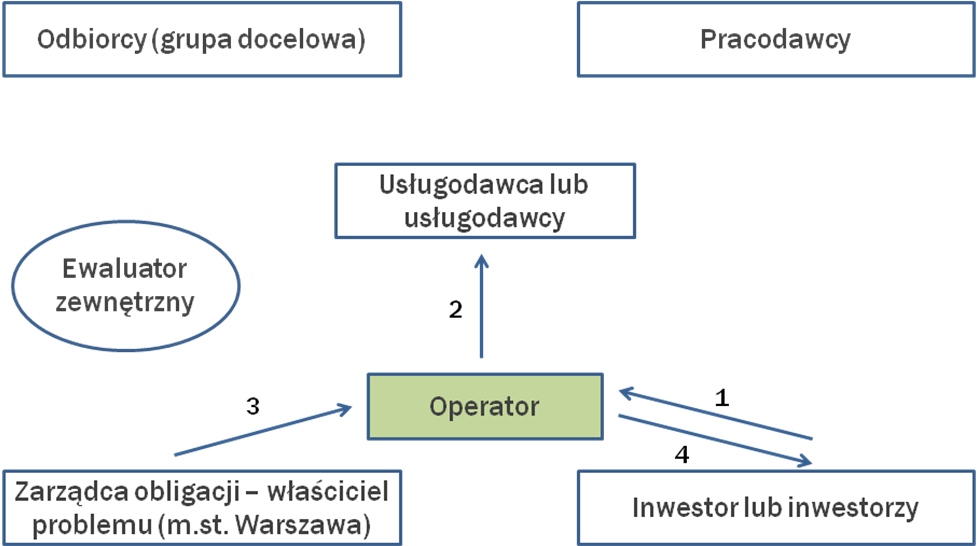 Odbiorcy (grupa docelowa)
Pracodawcy
Usługodawca lub
usługodawcy
Ewaluator
zewnętrzny
2
Operator
3
1
4
Zarządca obligacji – właściciel
problemu (m.st. Warszawa)
Inwestor lub inwestorzy